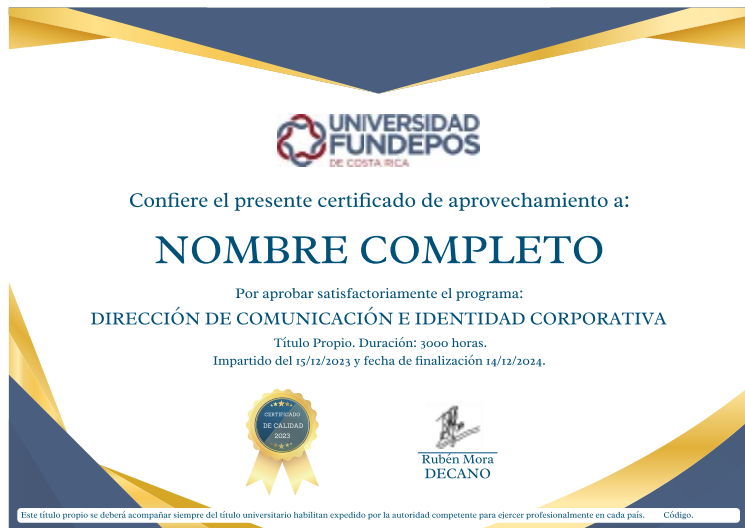 UNIVERSIDAD
FUNDEPOS
DE COSTA RICA
Confiere el presente certificado de aprovechamiento a:
NOMBRE COMPLETO
Por aprobar satisfactoriamente el programa:
DIRECCIÓN DE COMUNICACIÓN E IDENTIDAD CORPORATIVA
Título Propio. Duración: 3000 horas.
Impartido del 15/12/2023 y fecha de finalización 14/12/2024.
CERTIFICADO
DE CALIDAD
2023
Rubén Mora
DECANO
Este título propio se deberá acompañar siempre del título universitario habilitan expedido por la autoridad competente para ejercer profesionalmente en cada país. Código.